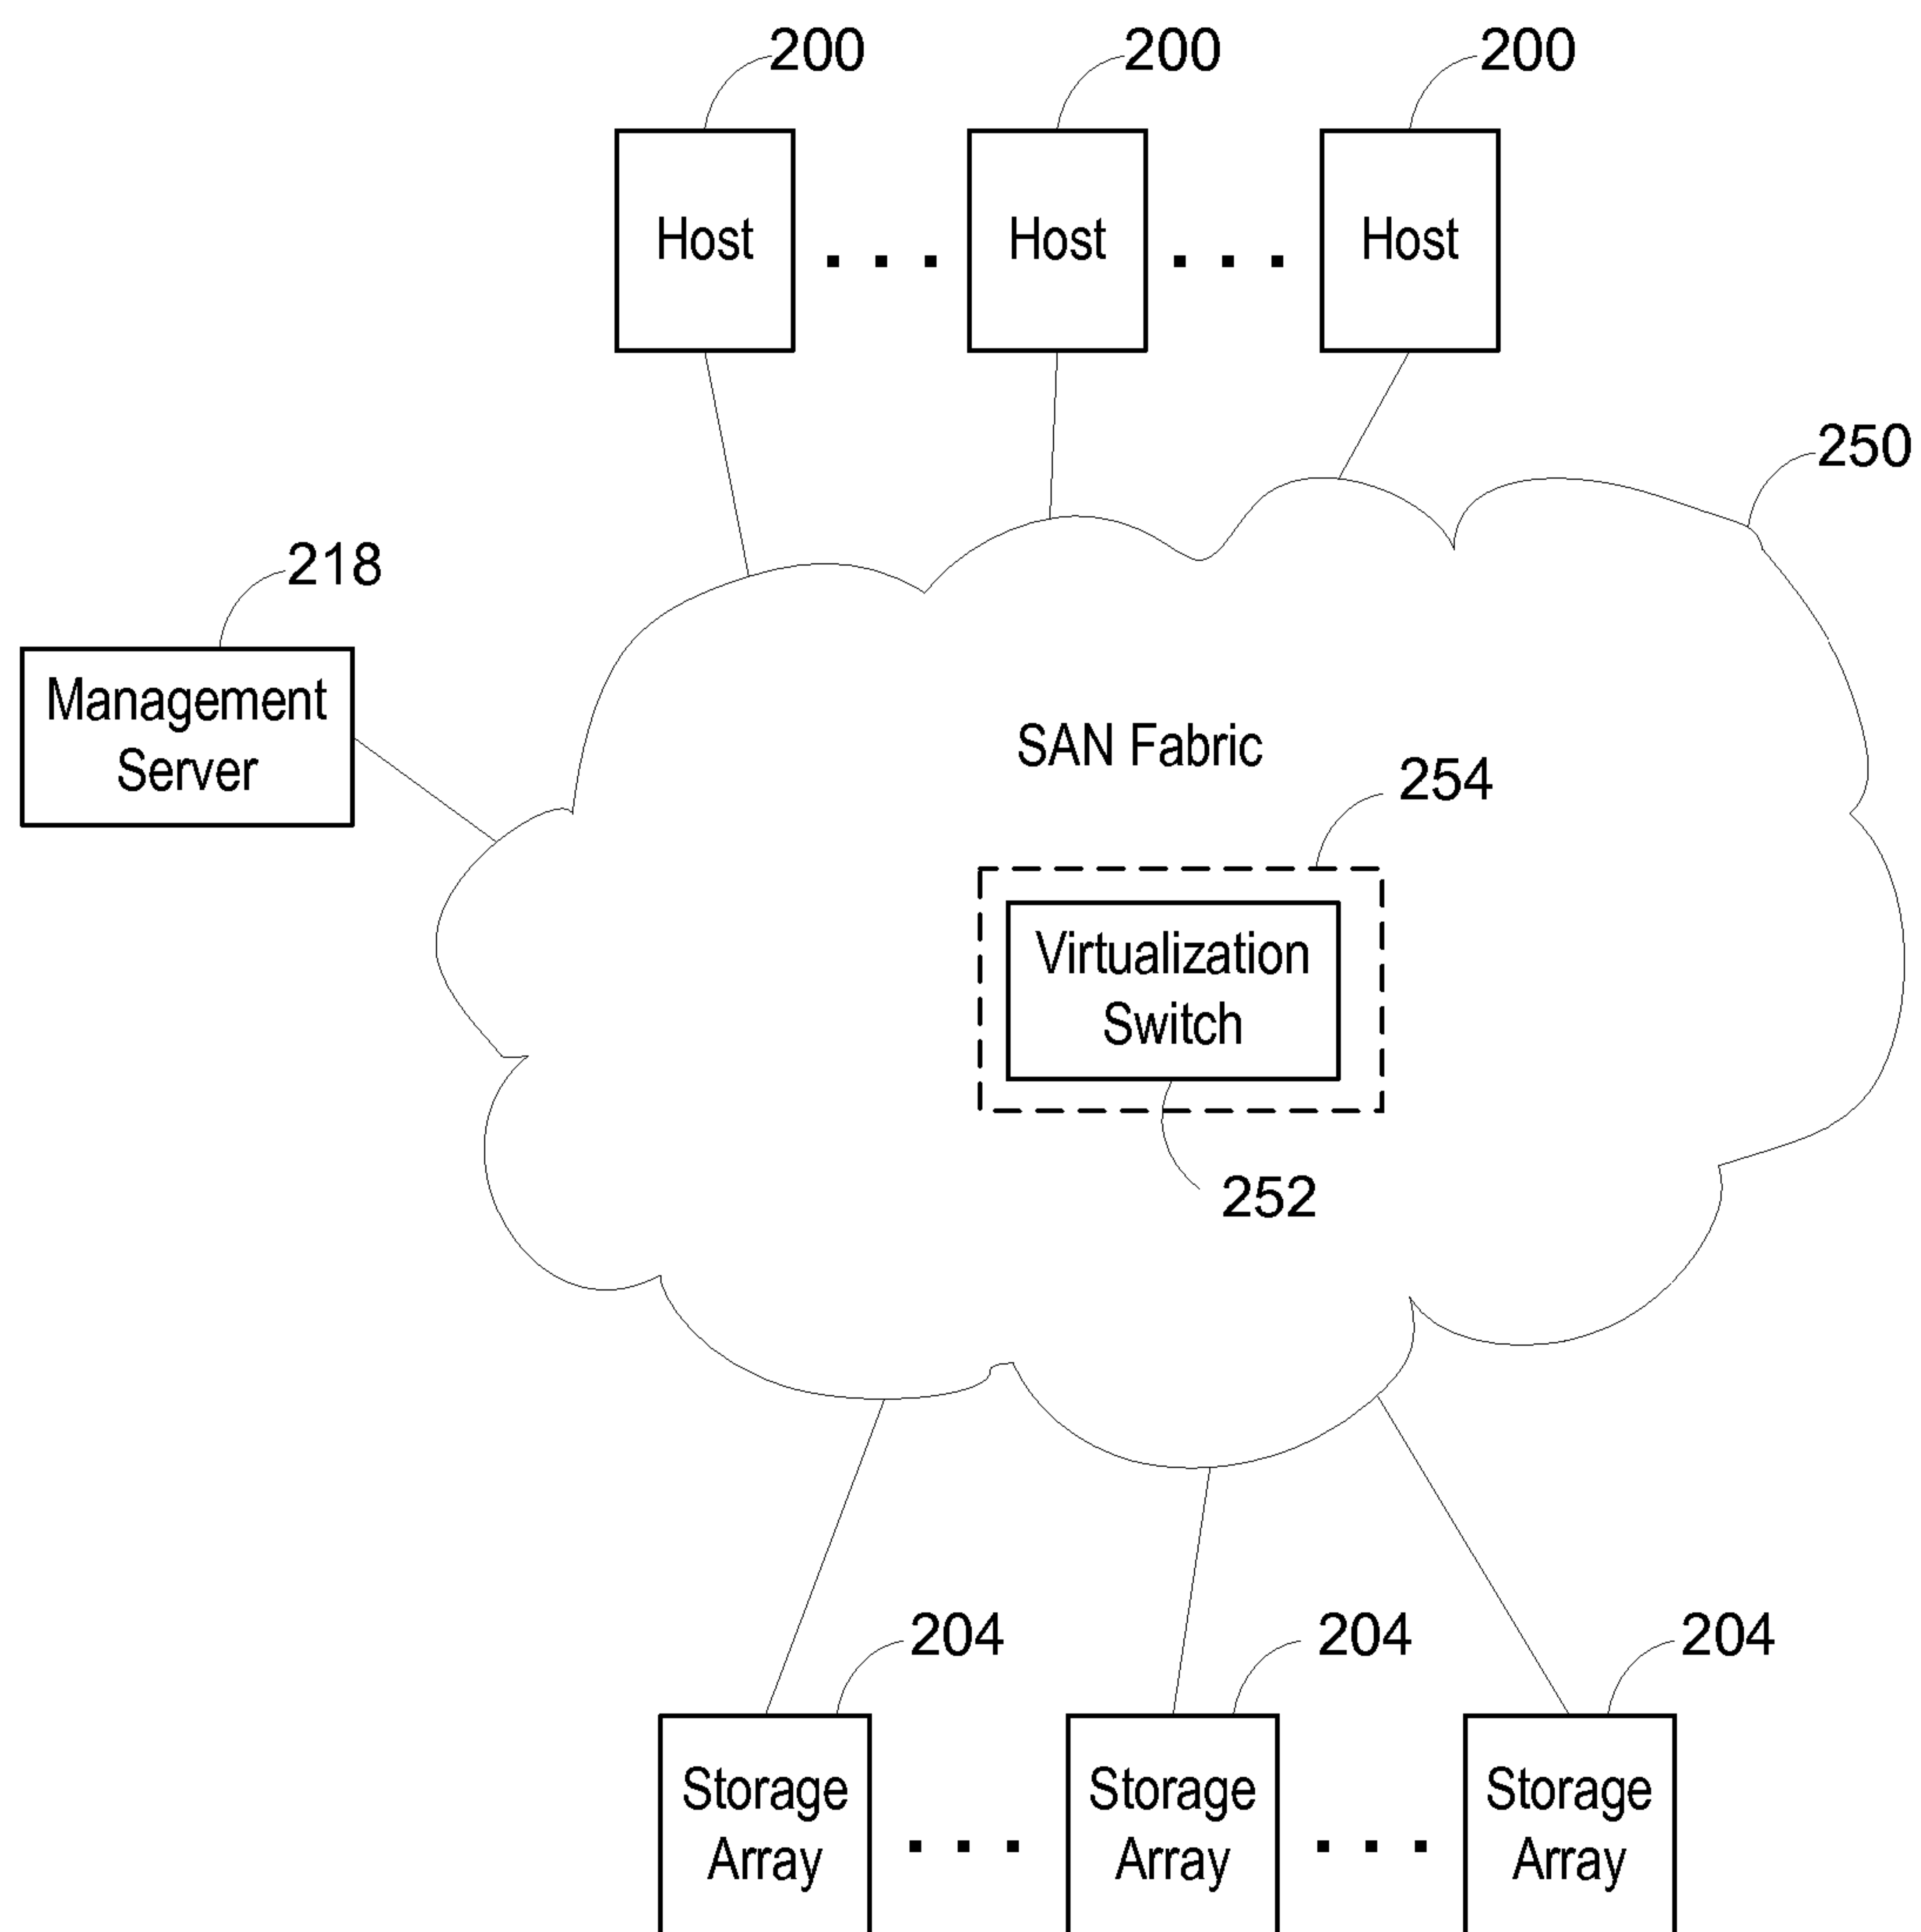 200 200 200
Host . . . Host . . . Host
250
218
Management
Server
SAN Fabric
254
Virtualization
Switch
252
204 204 204
Storage Storage Storage
Array . . . Array . . . Array